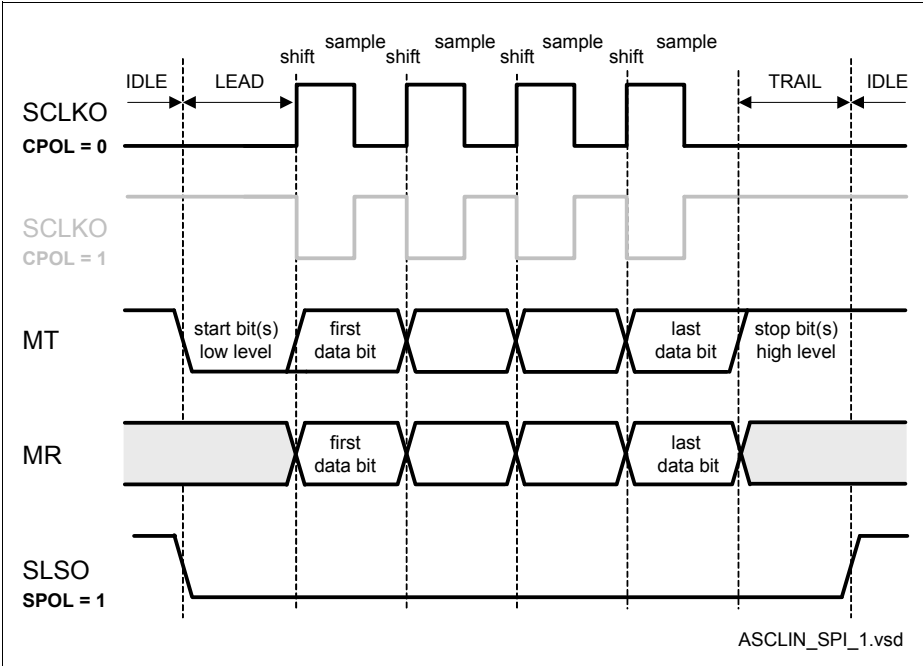 sample sample sample sample
shift shift shift shift
IDLE LEAD TRAIL IDLE
SCLKO
CPOL = 0
SCLKO
CPOL = 1
MT
start bit(s)
low level
first
data bit
last
data bit
stop bit(s)
high level
MR
first
data bit
last
data bit
SLSO
SPOL = 1
ASCLIN_SPI_1.vsd